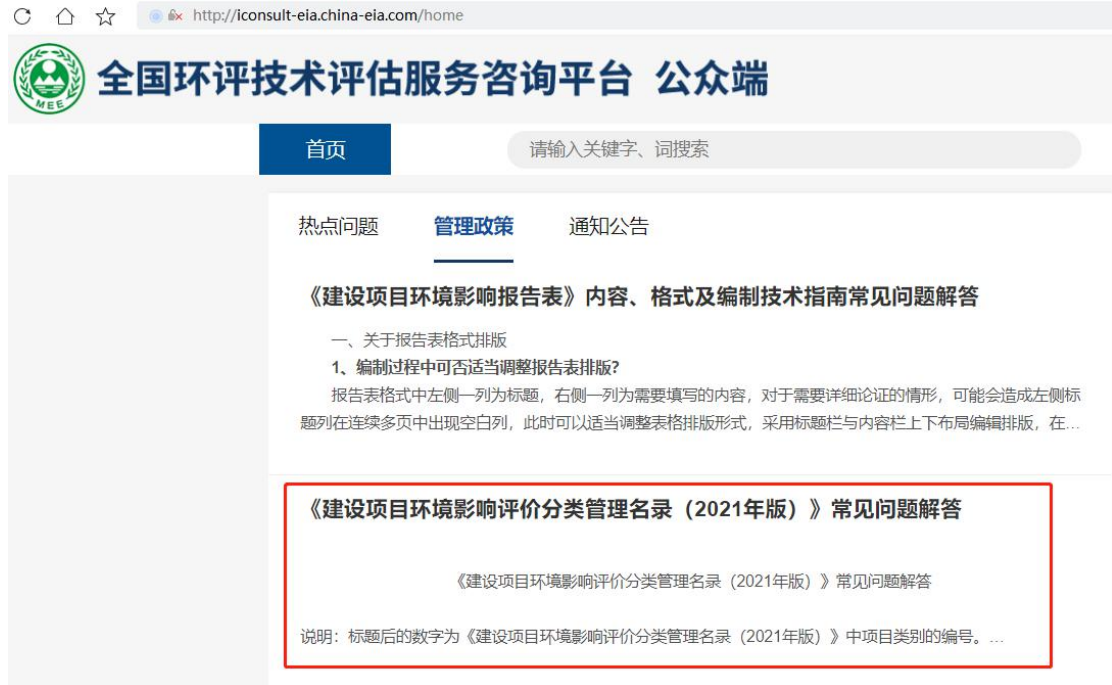 http://iconsult-eia.china-eia.com/home
MEE
全国环评技术评估服务咨询平台 公众端
首页
请输入关键字、词搜索
热点问题 管理政策 通知公告
《建设项目环境影响报告表》内容、格式及编制技术指南常见问题解答
一、关于报告表格式排版
1、编制过程中可否适当调整报告表排版?
报告表格式中左侧一列为标题，右侧一列为需要填写的内容，对于需要详细论证的情形，可能会造成左侧标
题列在连续多页中出现空白列，此时可以适当调整表格排版形式，采用标题栏与内容栏上下布局编辑排版，在...
《建设项目环境影响评价分类管理名录（2021年版）》常见问题解答
《建设项目环境影响评价分类管理名录（2021年版）》常见问题解答
说明：标题后的数字为《建设项目环境影响评价分类管理名录（2021年版）》中项目类别的编号。...